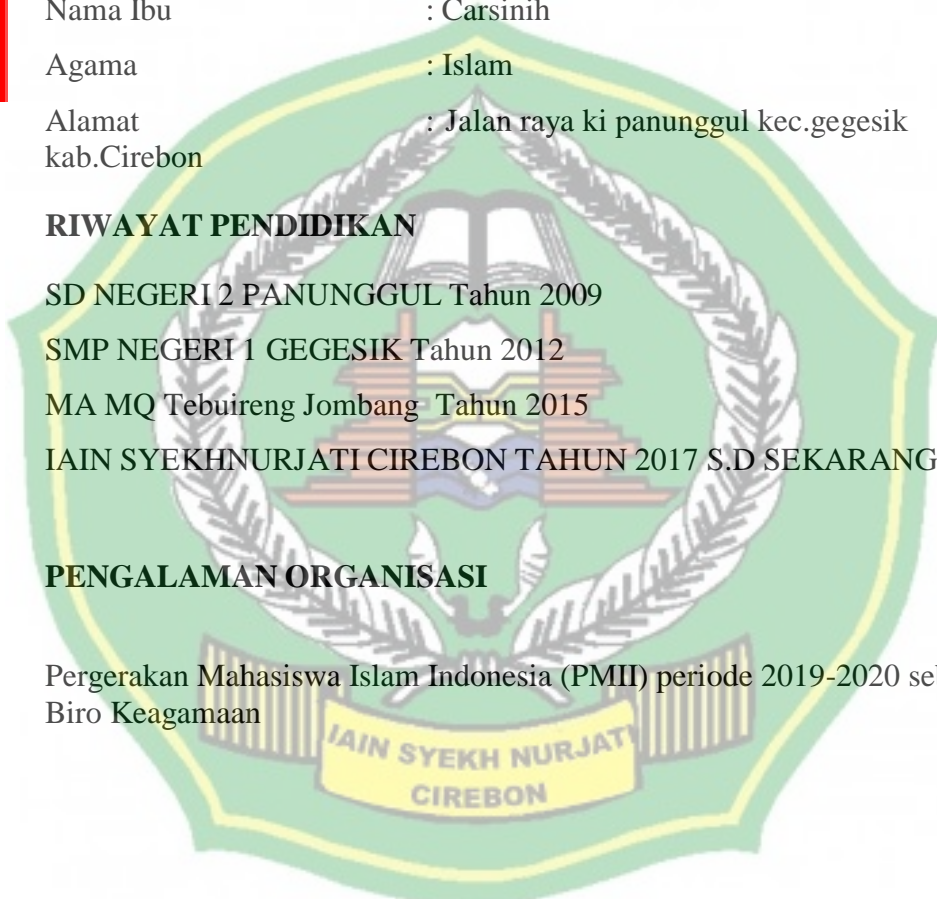 Nama Ibu : Carsinih
Agama : Islam
Alamat : Jalan raya ki panunggul kec.gegesik
kab.Cirebon
RIWAYAT PENDIDIKAN
SD NEGERI 2 PANUNGGUL Tahun 2009
SMP NEGERI 1 GEGESIK Tahun 2012
MA MQ Tebuireng Jombang Tahun 2015
IAIN SYEKHNURJATI CIREBON TAHUN 2017 S.D SEKARANG
PENGALAMAN ORGANISASI
Pergerakan Mahasiswa Islam Indonesia (PMII) periode 2019-2020
Biro Keagamaan
IAIN SYEKH NURJATI
CIREBON